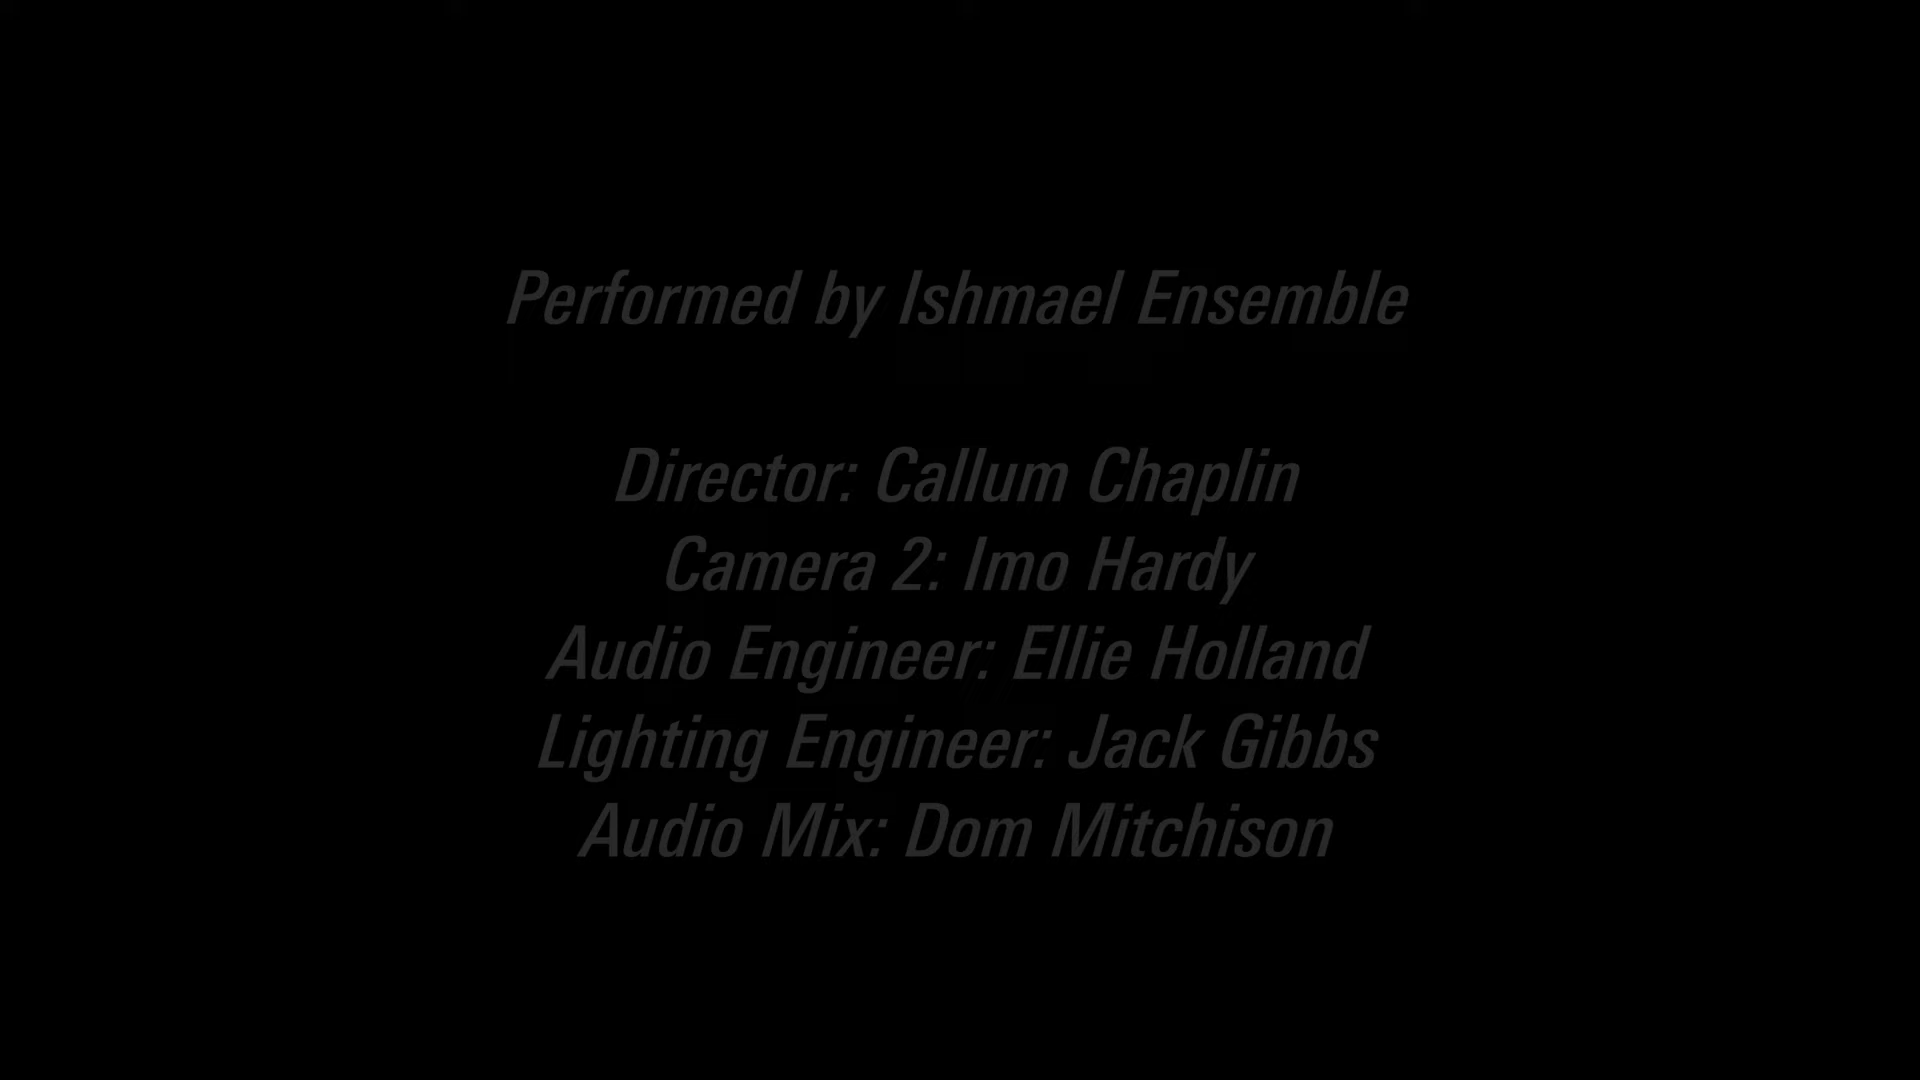 Performed by Ishmael Ensemble
Director: Callum Chaplin
Camera 2: Imo Hardy
Audio Engineer: Ellie Holland
Lighting Engineer: Jack Gibbs
Audio Mix: Dom Mitchison